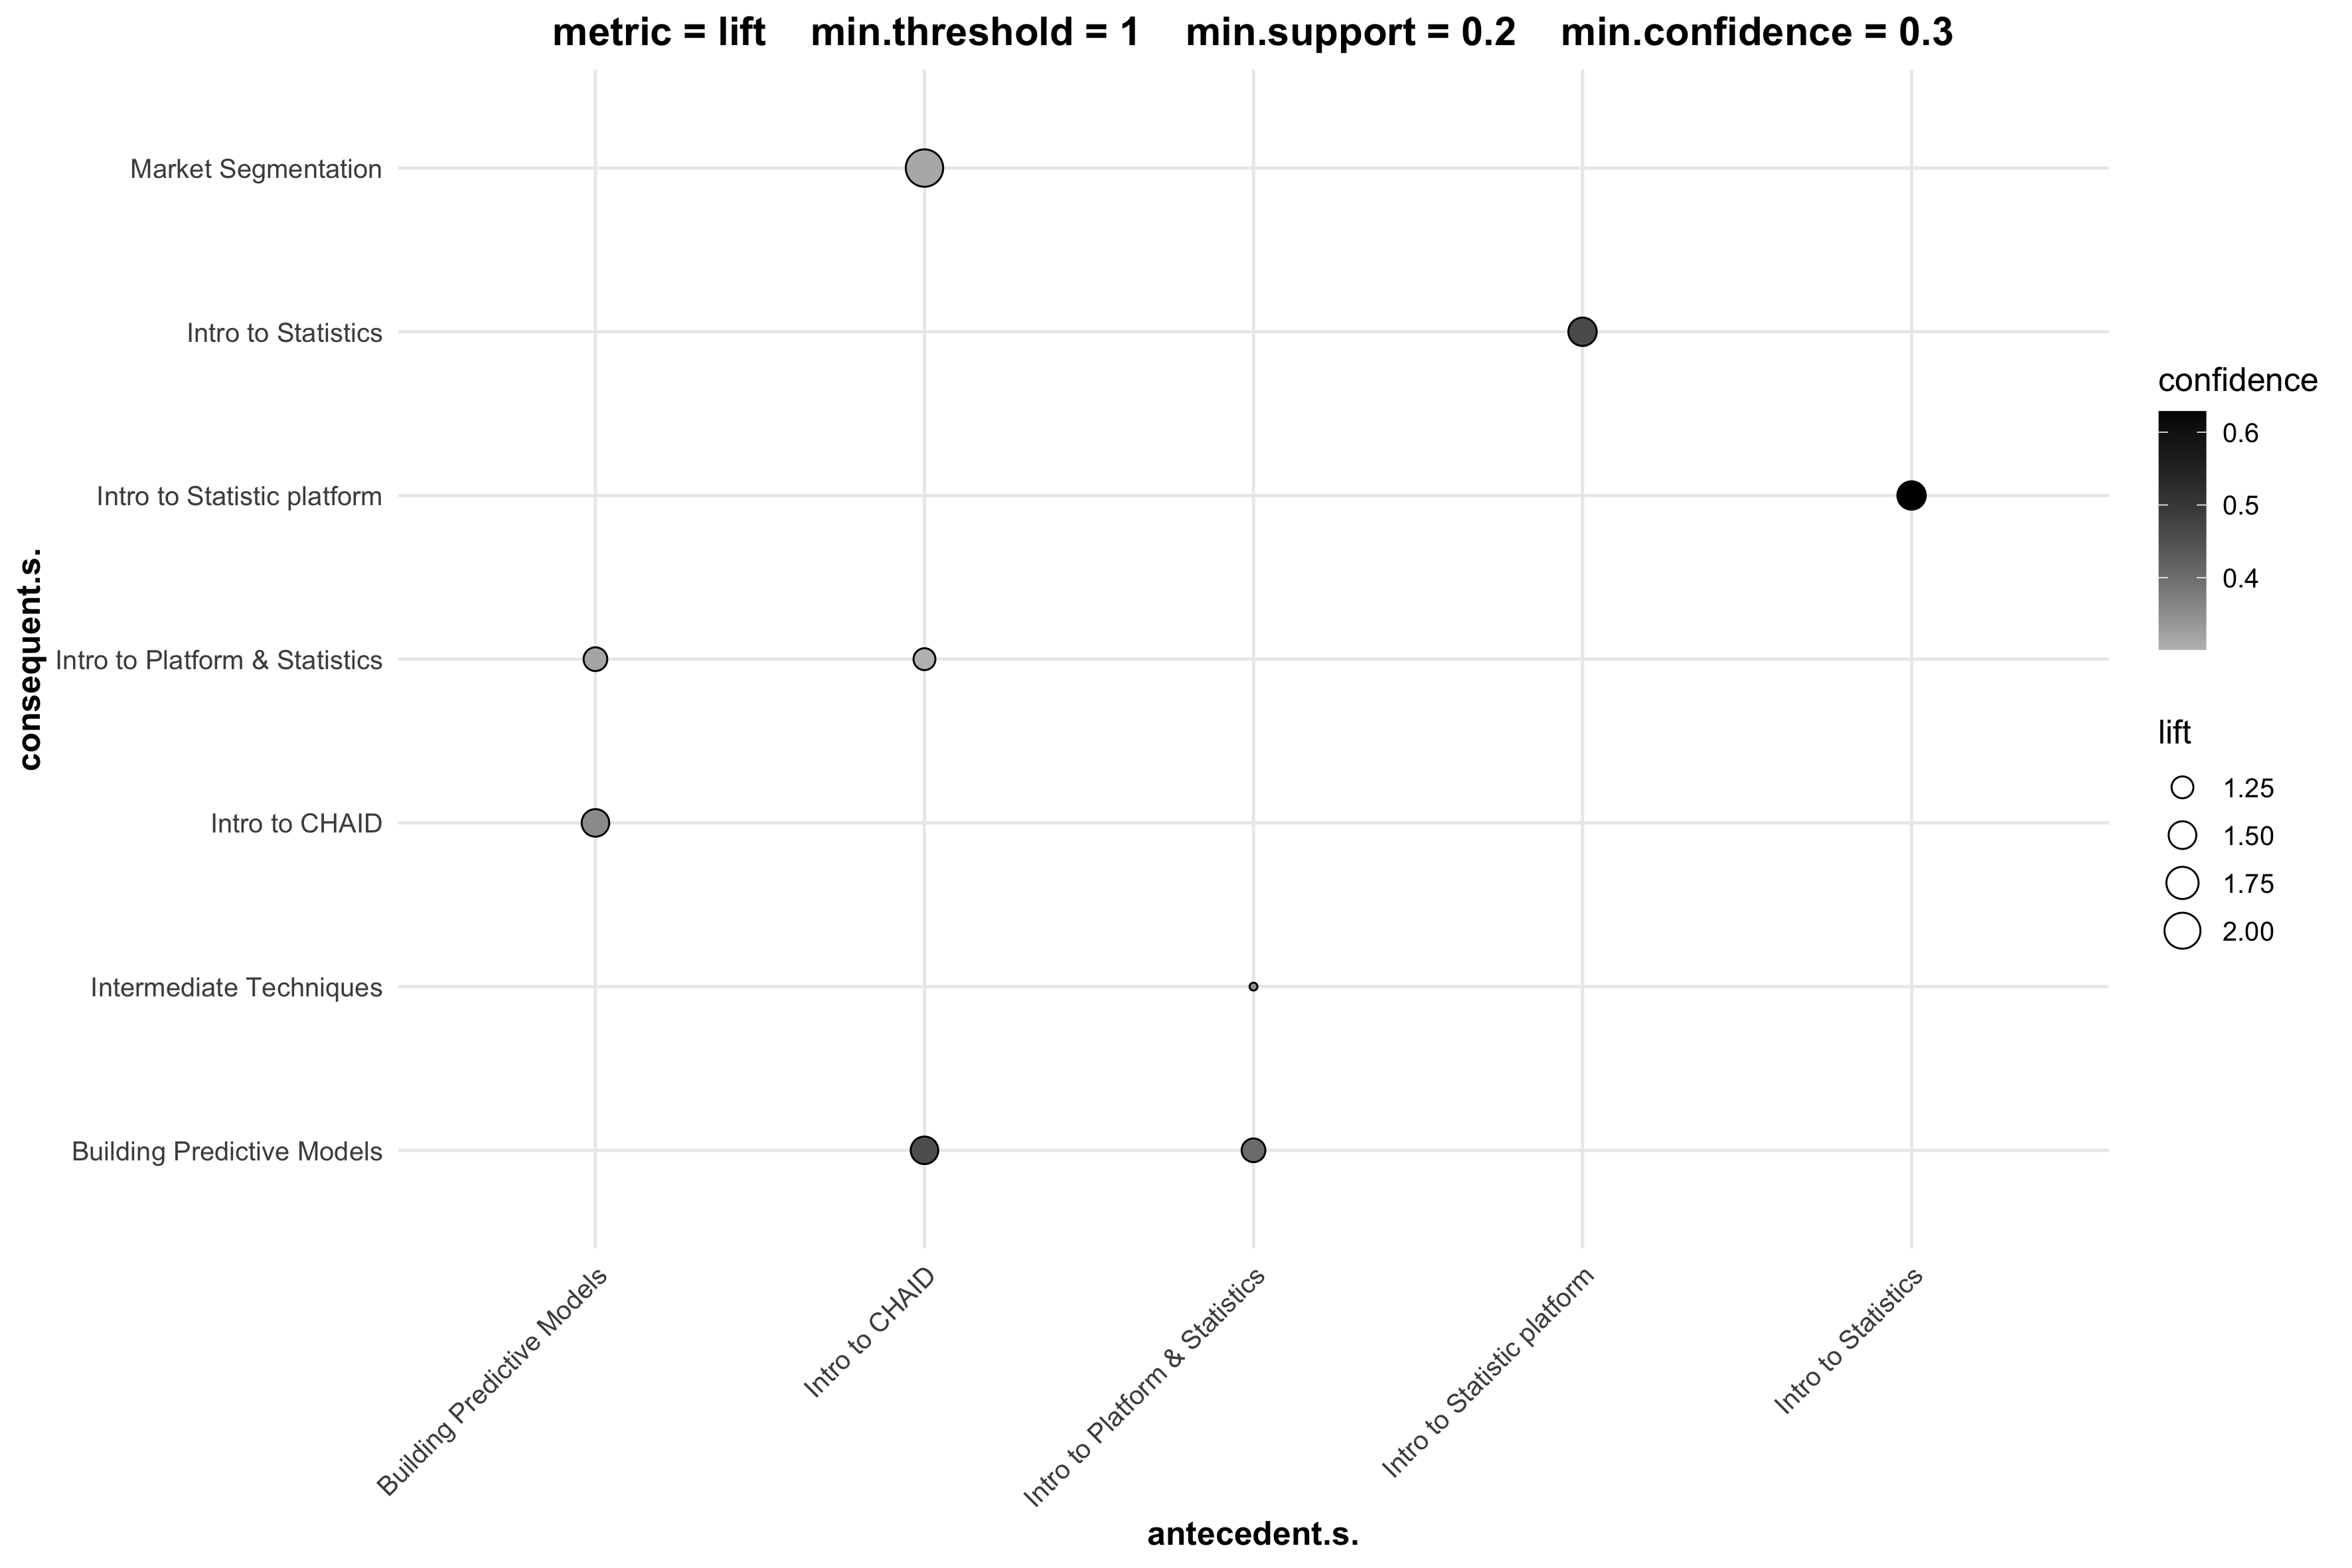 metric = lift    min.threshold = 1    min.support = 0.2    min.confidence = 0.3
consequent.s.
Market Segmentation
Intro to Statistics
Intro to Statistic platform
Intro to Platform & Statistics
Intro to CHAID
Intermediate Techniques
Building Predictive Models
Building Predictive Models
Intro to CHAID
Intro to Platform & Statistics
Intro to Statistic platform
Intro to Statistics
antecedent.s.
confidence
0.6
0.5
0.4
lift
1.25
1.50
1.75
2.00